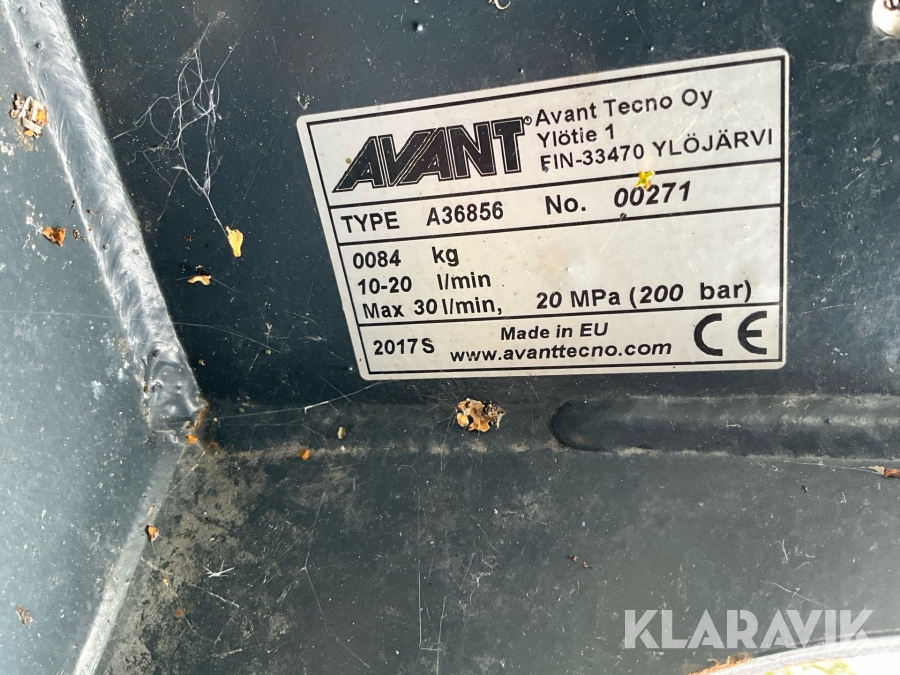 AVANT®
Avant Tecno Oy
Ylötie 1
FIN-33470 YLÖJÄRVI
TYPE A36856 No. 00271
0084 kg
10-20 l/min
Max 30 l/min, 20 MPa (200 bar)
2017S Made in EU
www.avanttecno.com
CE
KLARAVIK